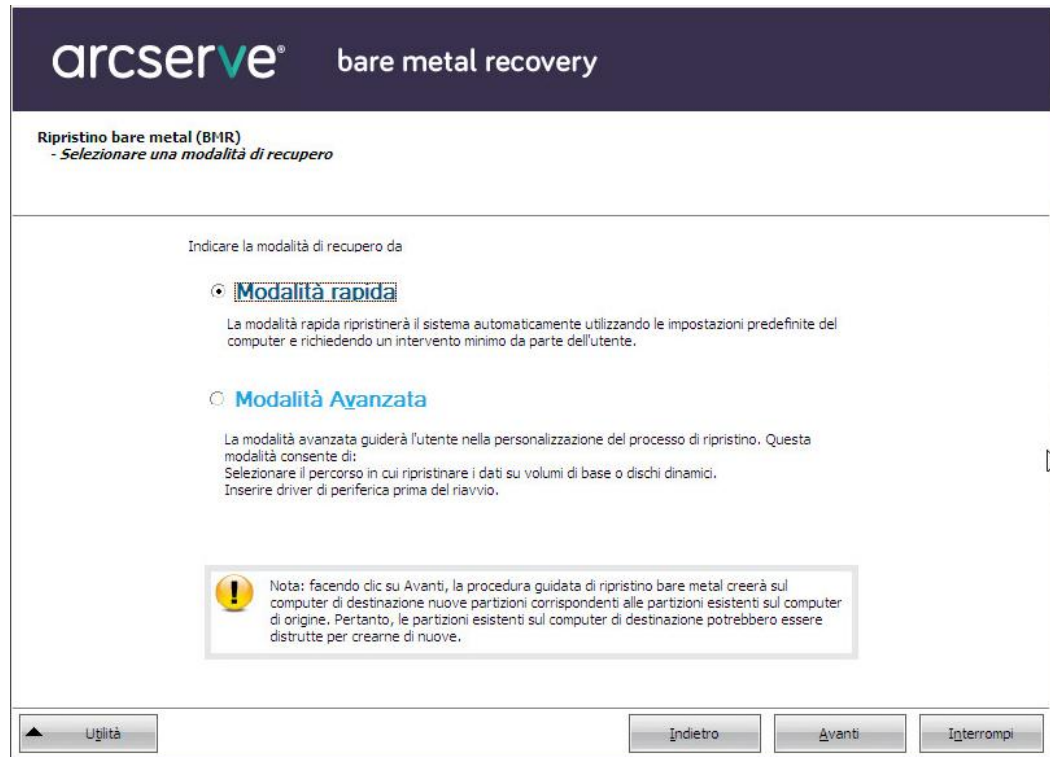 arcserve® bare metal recovery
Ripristino bare metal (BMR)
- Selezionare una modalità di recupero
Indicare la modalità di recupero da
Modalità rapida
La modalità rapida ripristinerà il sistema automaticamente utilizzando le impostazioni predefinite del
computer e richiedendo un intervento minimo da parte dell'utente.
Modalità Avanzata
La modalità avanzata guiderà l'utente nella personalizzazione del processo di ripristino. Questa
modalità consente di:
Selezionare il percorso in cui ripristinare i dati su volumi di base o dischi dinamici.
Inserire driver di periferica prima del riavvio.
Nota: facendo clic su Avanti, la procedura guidata di ripristino bare metal creerà sul
computer di destinazione nuove partizioni corrispondenti alle partizioni esistenti sul computer
di origine. Pertanto, le partizioni esistenti sul computer di destinazione potrebbero essere
distrutte per crearne di nuove.
Utilità Indietro Avanti Interrompi